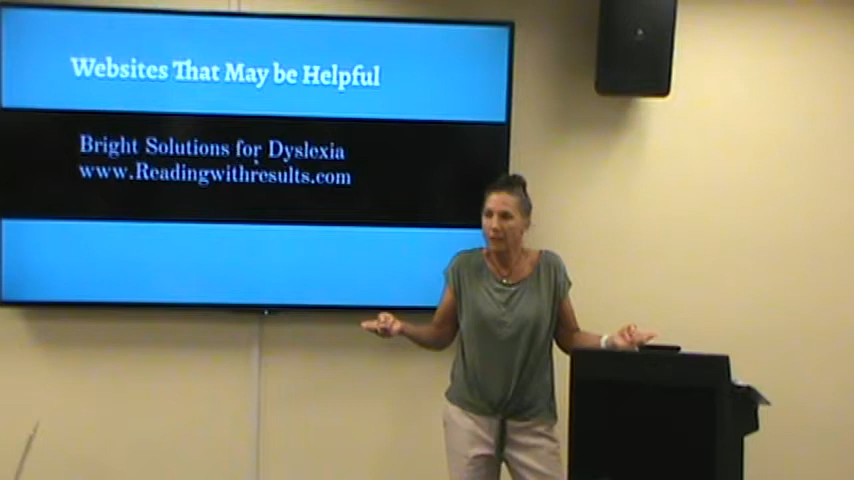 Websites That May be Helpful
Bright Solutions for Dyslexia
www.Readingwithresults.com